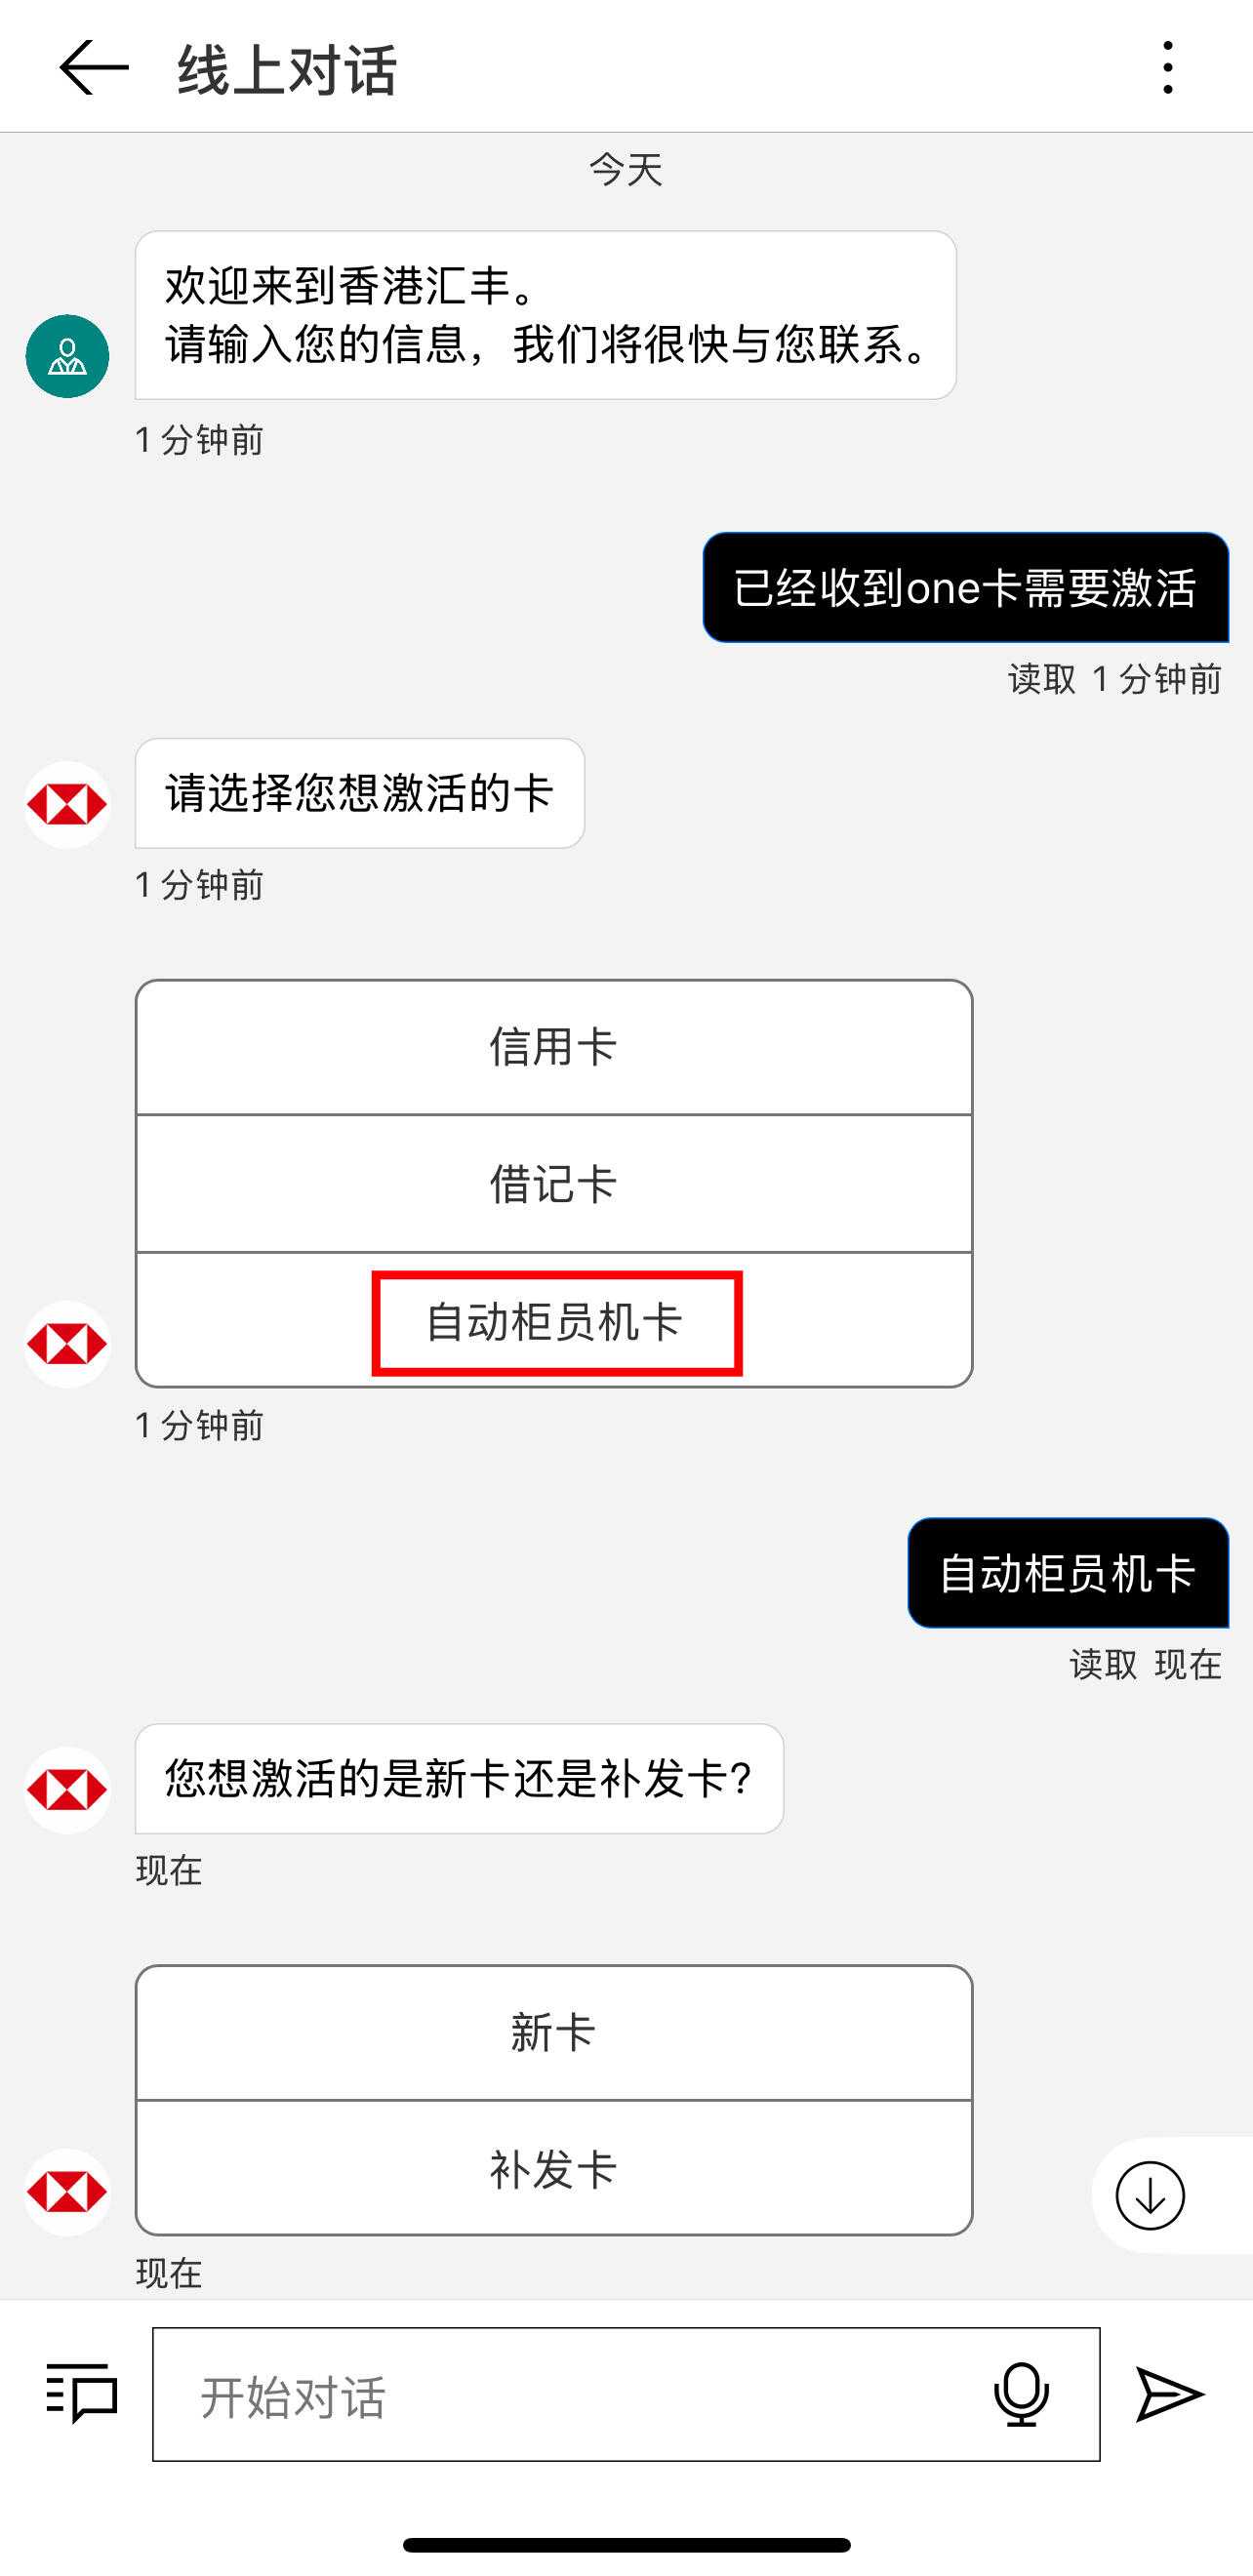 线上对话
今天
欢迎来到香港汇丰。
请输入您的信息，我们将很快与您联系。
1 分钟前
已经收到one卡需要激活
读取 1 分钟前
请选择您想激活的卡
1 分钟前
信用卡
借记卡
自动柜员机卡
1 分钟前
自动柜员机卡
读取 现在
您想激活的是新卡还是补发卡?
现在
新卡
补发卡
现在
开始对话